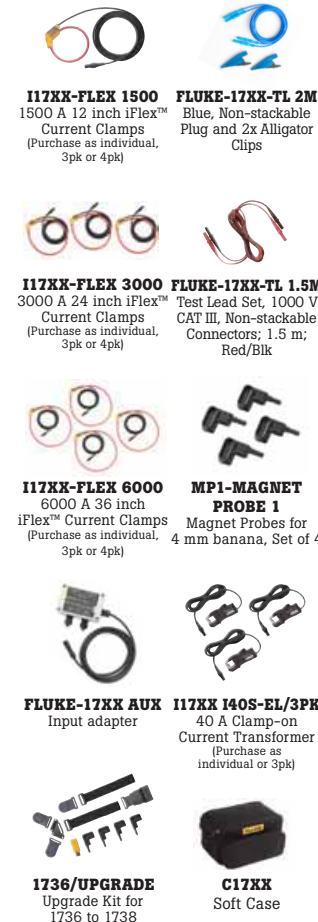 I17XX-FLEX 1500
1500 A 12 inch iFlex™
Current Clamps
(Purchase as individual,
3pk or 4pk)
FLUKE-17XX-TL 2M
Blue, Non-stackable
Plug and 2x Alligator
Clips
I17XX-FLEX 3000
3000 A 24 inch iFlex™
Current Clamps
(Purchase as individual,
3pk or 4pk)
FLUKE-17XX-TL 1.5M
Test Lead Set, 1000 V
CAT III, Non-stackable
Connectors; 1.5 m;
Red/Blk
I17XX-FLEX 6000
6000 A 36 inch
iFlex™ Current Clamps
(Purchase as individual,
3pk or 4pk)
MP1-MAGNET
PROBE 1
Magnet Probes for
4 mm banana, Set of 4
FLUKE-17XX AUX
Input adapter
I17XX I40S-EL/3PK
40 A Clamp-on
Current Transformer
(Purchase as
individual or 3pk)
1736/UPGRADE
Upgrade Kit for
1736 to 1738
C17XX
Soft Case